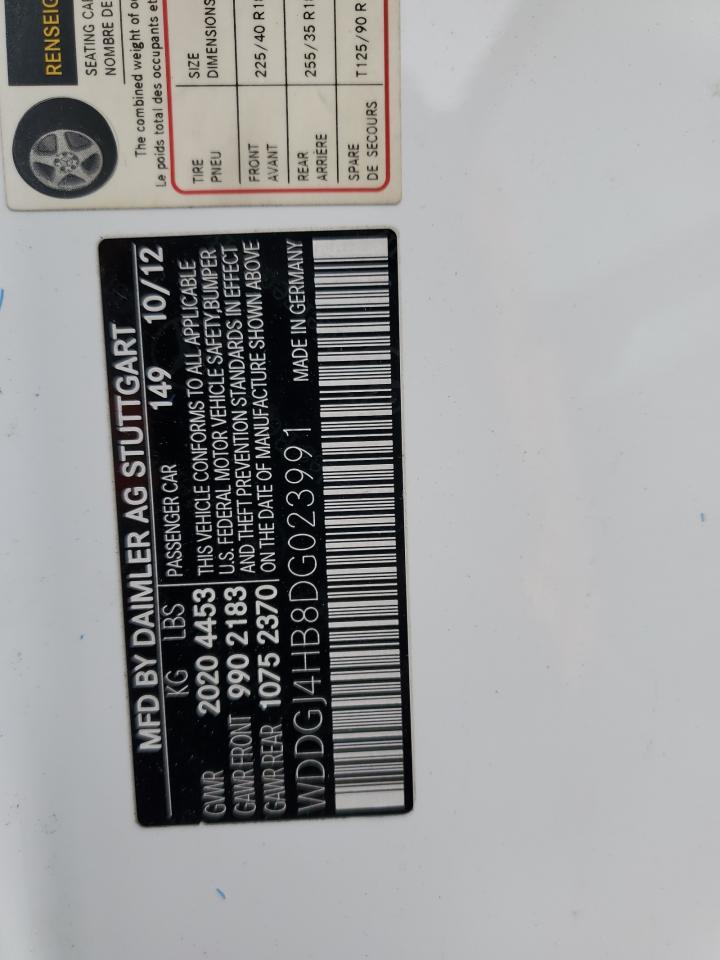 RENSEIG
SEATING CA
NOMBRE DE
The combined weight of
Le poids total des occupants et
TIRE SIZE
PNEU DIMENSIONS
FRONT 225/40 R1
AVANT
REAR 255/35 R1
ARRIÈRE
SPARE T125/90 R
DE SECOURS
MFD BY DAIMLER AG STUTTGART
KG LBS PASSENGER CAR 149 10/12
GVWR 2020 4453 THIS VEHICLE CONFORMS TO ALL APPLICABLE
U.S. FEDERAL MOTOR VEHICLE SAFETY,BUMPER
GAWR FRONT 990 2183 AND THEFT PREVENTION STANDARDS IN EFFECT
GAWR REAR 1075 2370 ON THE DATE OF MANUFACTURE SHOWN ABOVE
WDDGJ4HB8DG023991 MADE IN GERMANY